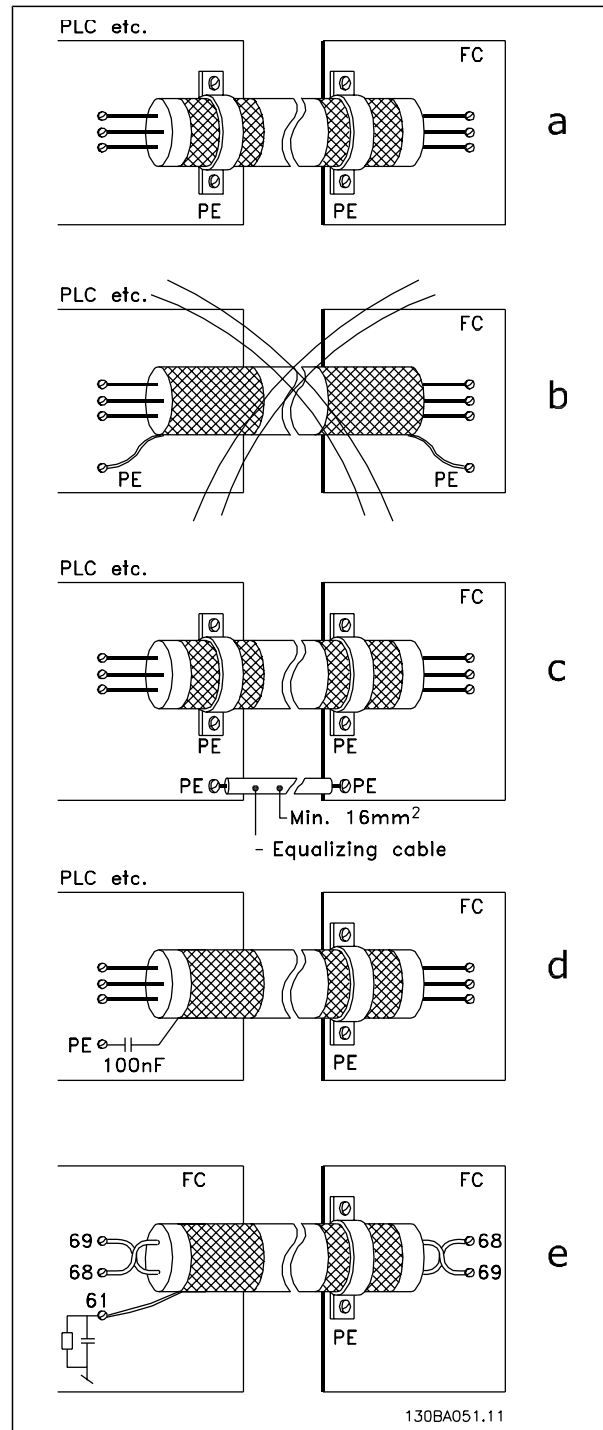 PLC etc.
FC
a
PE
PE
PLC etc.
FC
b
PE
PE
PLC etc.
FC
c
PE
PE
PE
PE
Min. 16mm²
- Equalizing cable
PLC etc.
FC
d
PE
100nF
PE
FC
69
68
68
69
61
e
PE
130BA051.11